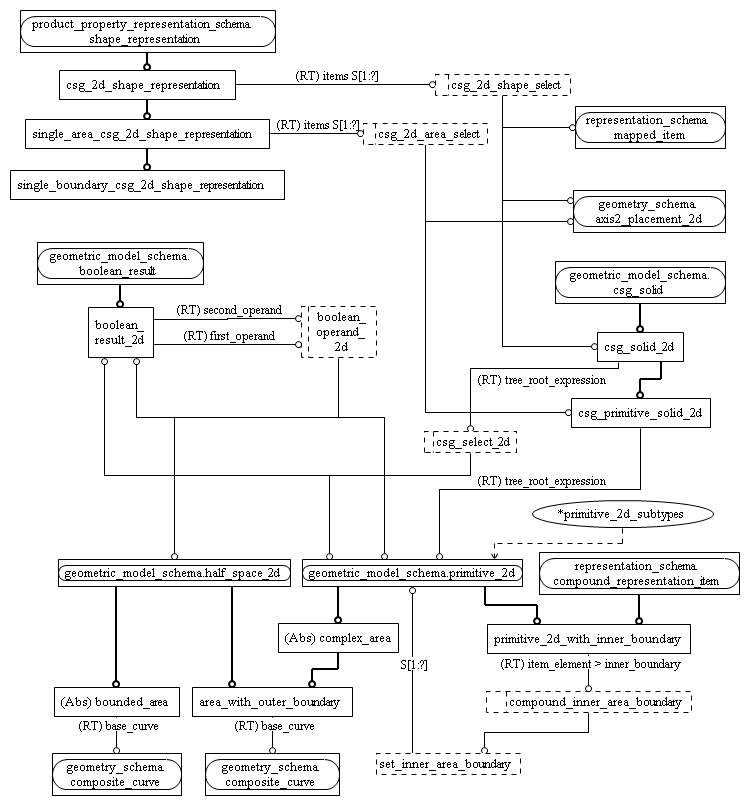 product_property_representation_schema.
shape_representation
csg_2d_shape_representation
(RT) items S[1:?]
csg_2d_shape_select
single_area_csg_2d_shape_representation
(RT) items S[1:?]
csg_2d_area_select
representation_schema.
mapped_item
single_boundary_csg_2d_shape_representation
geometry_schema.
axis2_placement_2d
geometric_model_schema.
boolean_result
geometric_model_schema.
csg_solid
boolean_
result_2d
(RT) second_operand
(RT) first_operand
boolean_
operand_
2d
csg_solid_2d
(RT) tree_root_expression
csg_primitive_solid_2d
csg_select_2d
(RT) tree_root_expression
*primitive_2d_subtypes
geometric_model_schema.half_space_2d
geometric_model_schema.primitive_2d
representation_schema.
compound_representation_item
(Abs) complex_area
primitive_2d_with_inner_boundary
S[1:?]
(RT) item_element > inner_boundary
(Abs) bounded_area
area_with_outer_boundary
compound_inner_area_boundary
(RT) base_curve
(RT) base_curve
geometry_schema.
composite_curve
geometry_schema.
composite_curve
set_inner_area_boundary